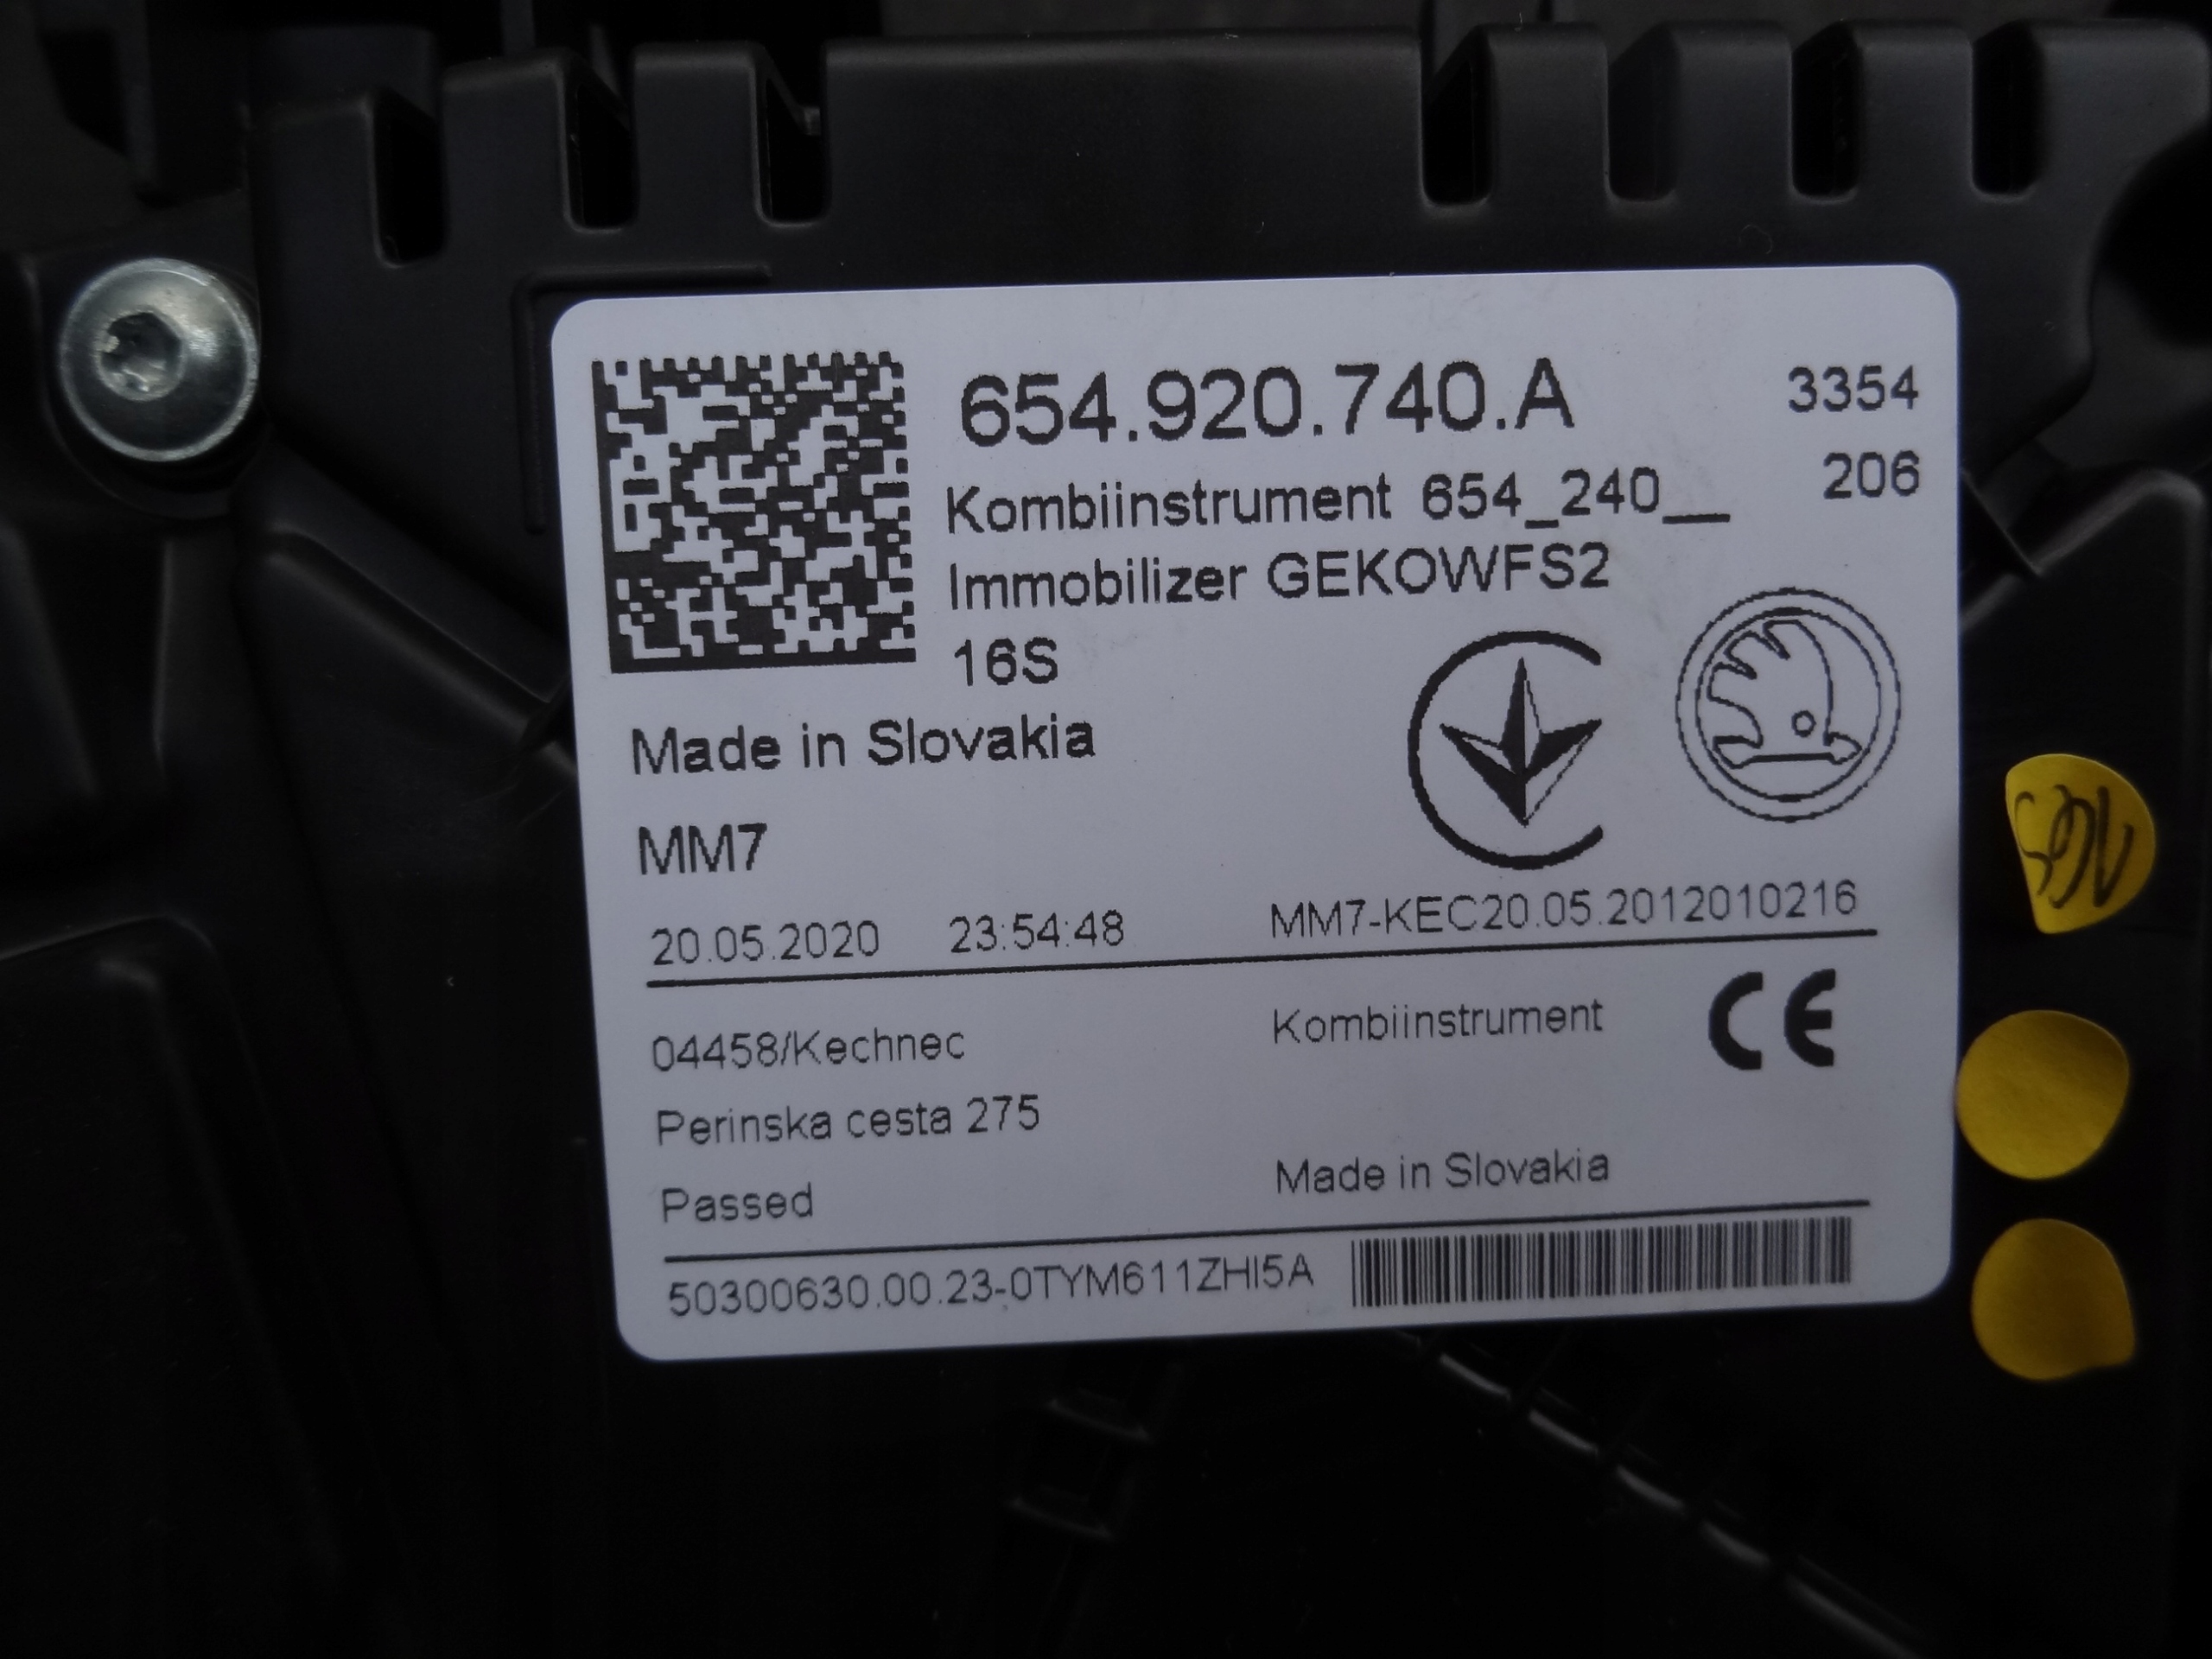 654.920.740.A 3354
Kombiinstrument 654_240__ 206
Immobilizer GEKOWFS2
16S
Made in Slovakia
MM7
20.05.2020 23:54:48 MM7-KEC20.05.2012010216
04458/Kechnec Kombiinstrument CE
Perinska cesta 275
Passed Made in Slovakia
50300630.00.23-0TYM611ZHI5A